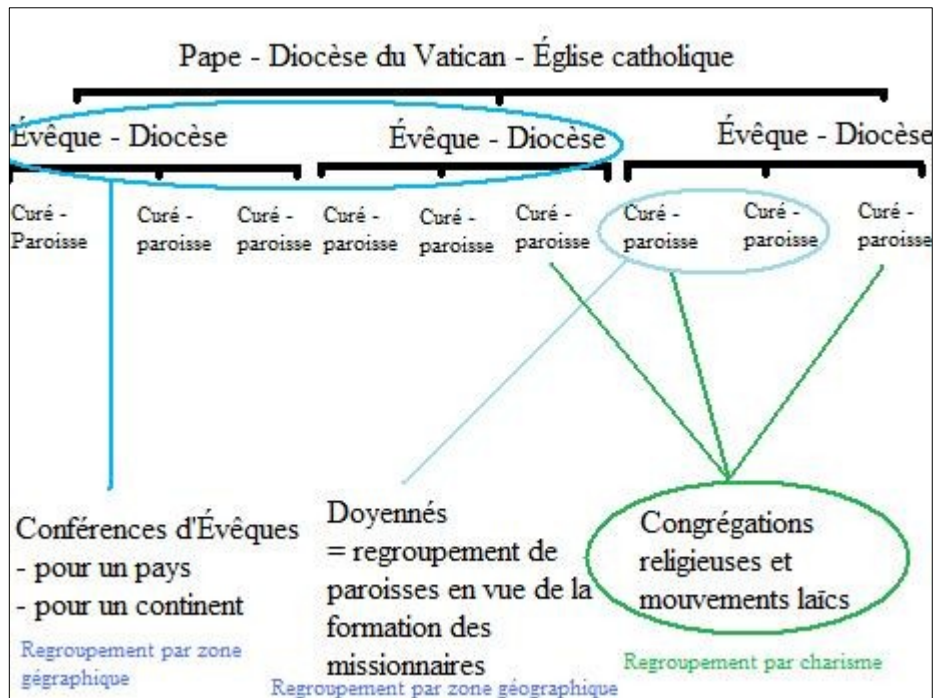 Pape - Diocèse du Vatican - Église catholique
Évêque - Diocèse
Évêque - Diocèse
Évêque - Diocèse
Curé -
Paroisse
Curé -
paroisse
Curé -
paroisse
Curé -
paroisse
Curé -
paroisse
Curé -
paroisse
Curé -
paroisse
Curé -
paroisse
Curé -
paroisse
Conférences d'Évêques
- pour un pays
- pour un continent
Regroupement par zone
gégraphique
Doyennés
= regroupement de
paroisses en vue de la
formation des
missionnaires
Regroupement par zone géographique
Congrégations
religieuses et
mouvements laïcs
Regroupement par charisme